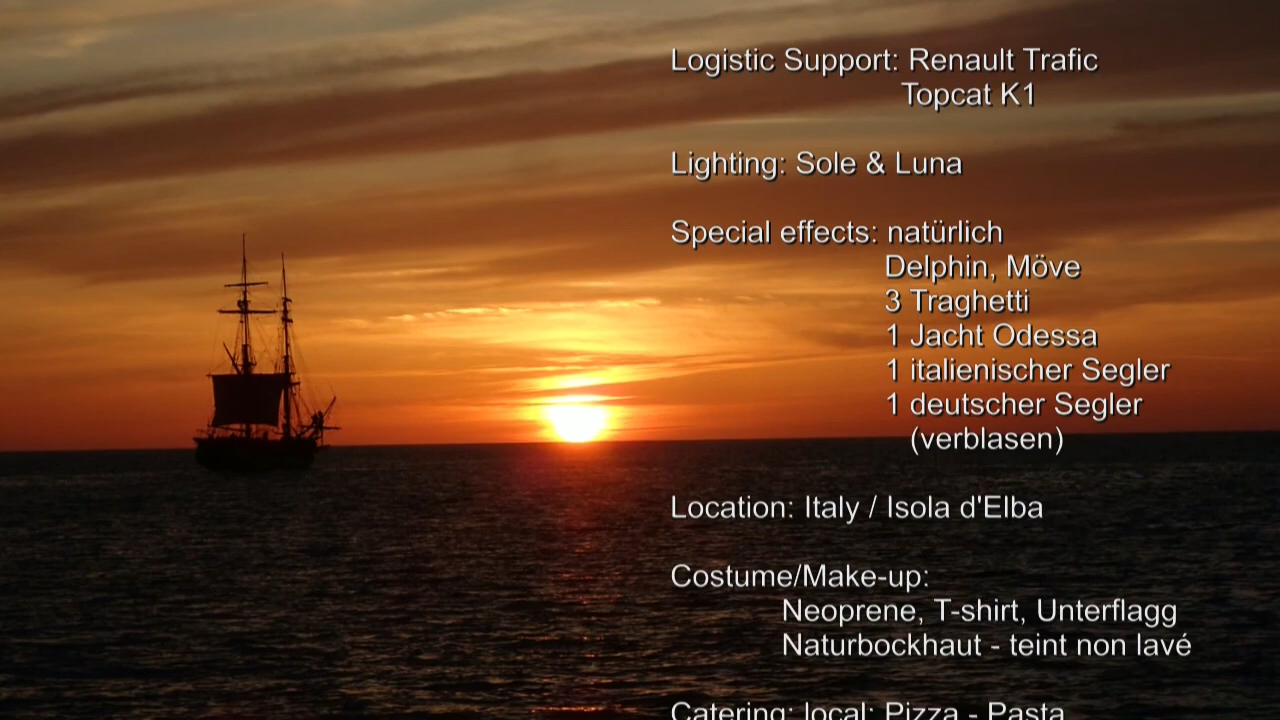 Logistic Support: Renault Trafic
Topcat K1
Lighting: Sole & Luna
Special effects: natürlich
Delphin, Möve
3 Traghetti
1 Jacht Odessa
1 italienischer Segler
1 deutscher Segler
(verblasen)
Location: Italy / Isola d'Elba
Costume/Make-up:
Neoprene, T-shirt, Unterflagg
Naturbockhaut - teint non lavé
Catering: local: Pizza - Pasta